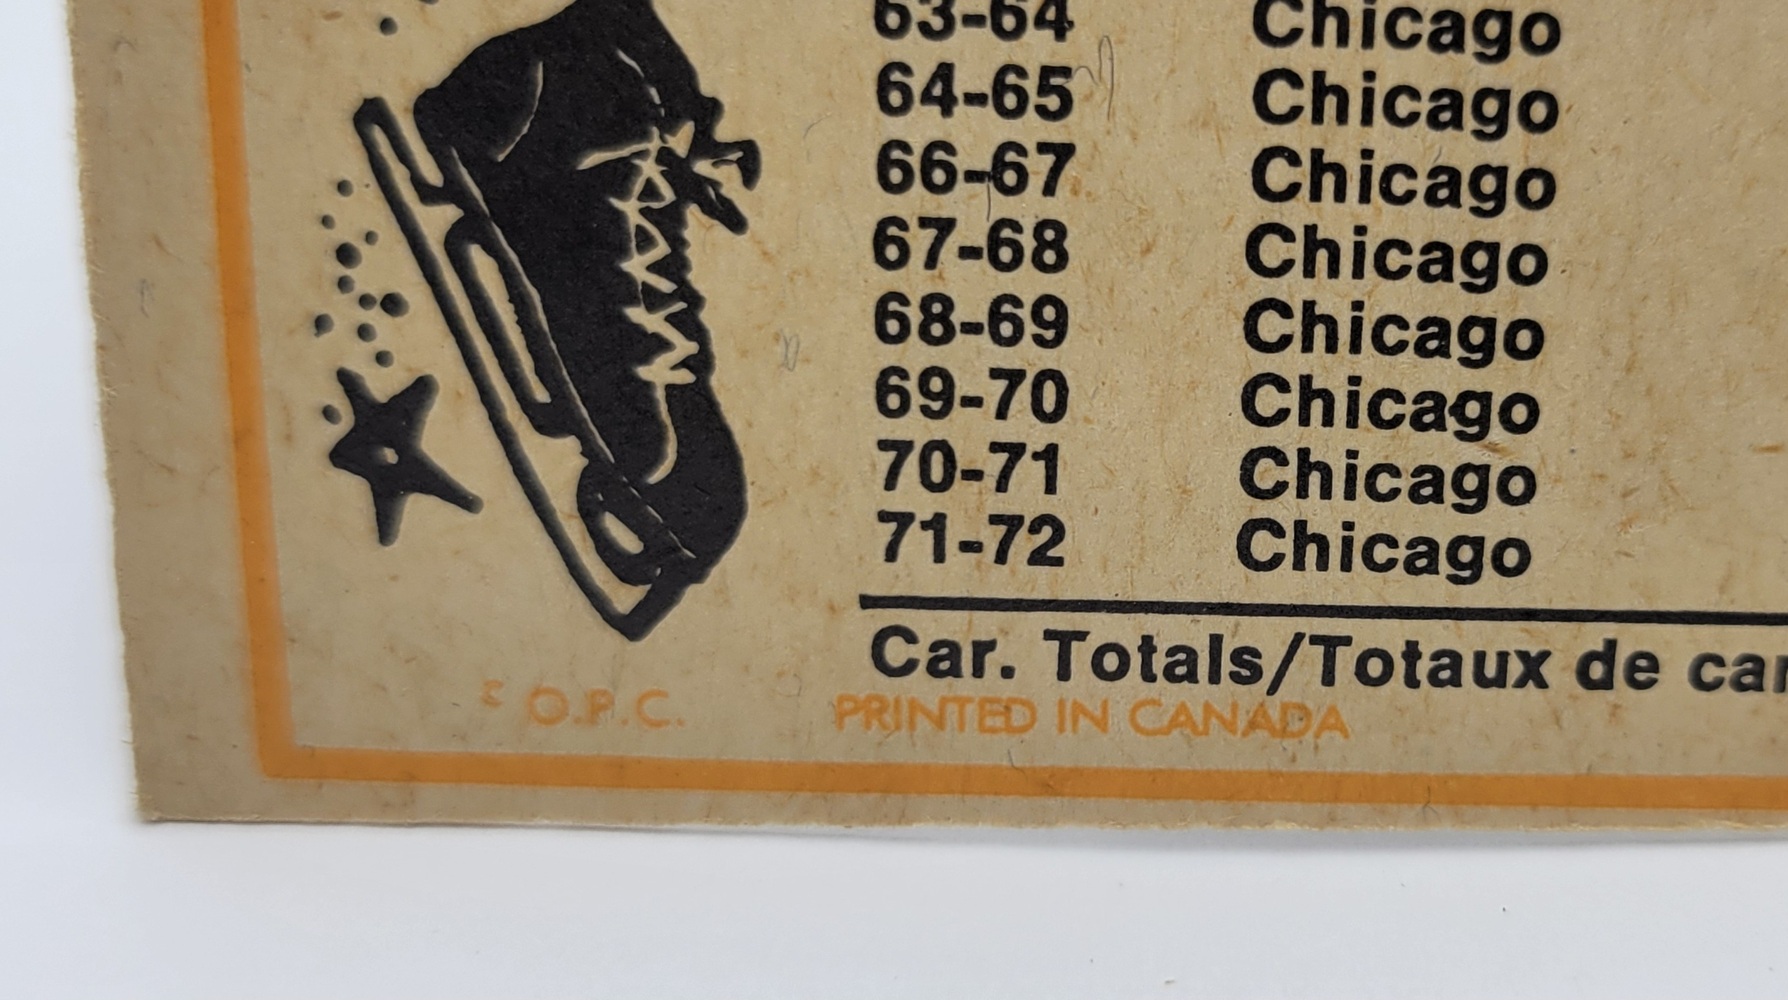 63-64 Chicago
64-65 Chicago
66-67 Chicago
67-68 Chicago
68-69 Chicago
69-70 Chicago
70-71 Chicago
71-72 Chicago
Car. Totals/Totaux de car
O.P.C. PRINTED IN CANADA